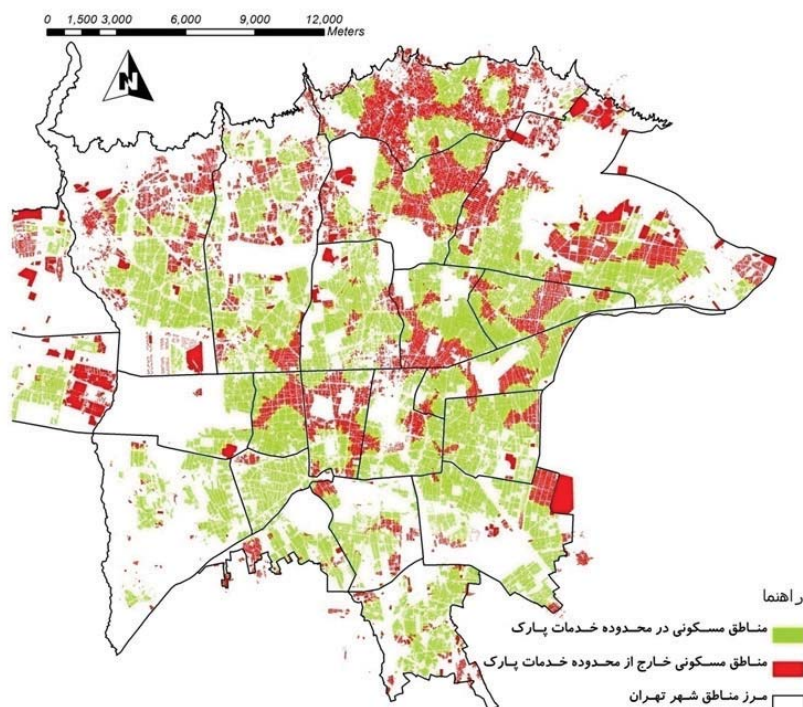 0 1,500 3,000 6,000 9,000 12,000
Meters
N
راهنما
مناطق مسکونی در محدوده خدمات پارک
مناطق مسکونی خارج از محدوده خدمات پارک
مرز مناطق شهر تهران